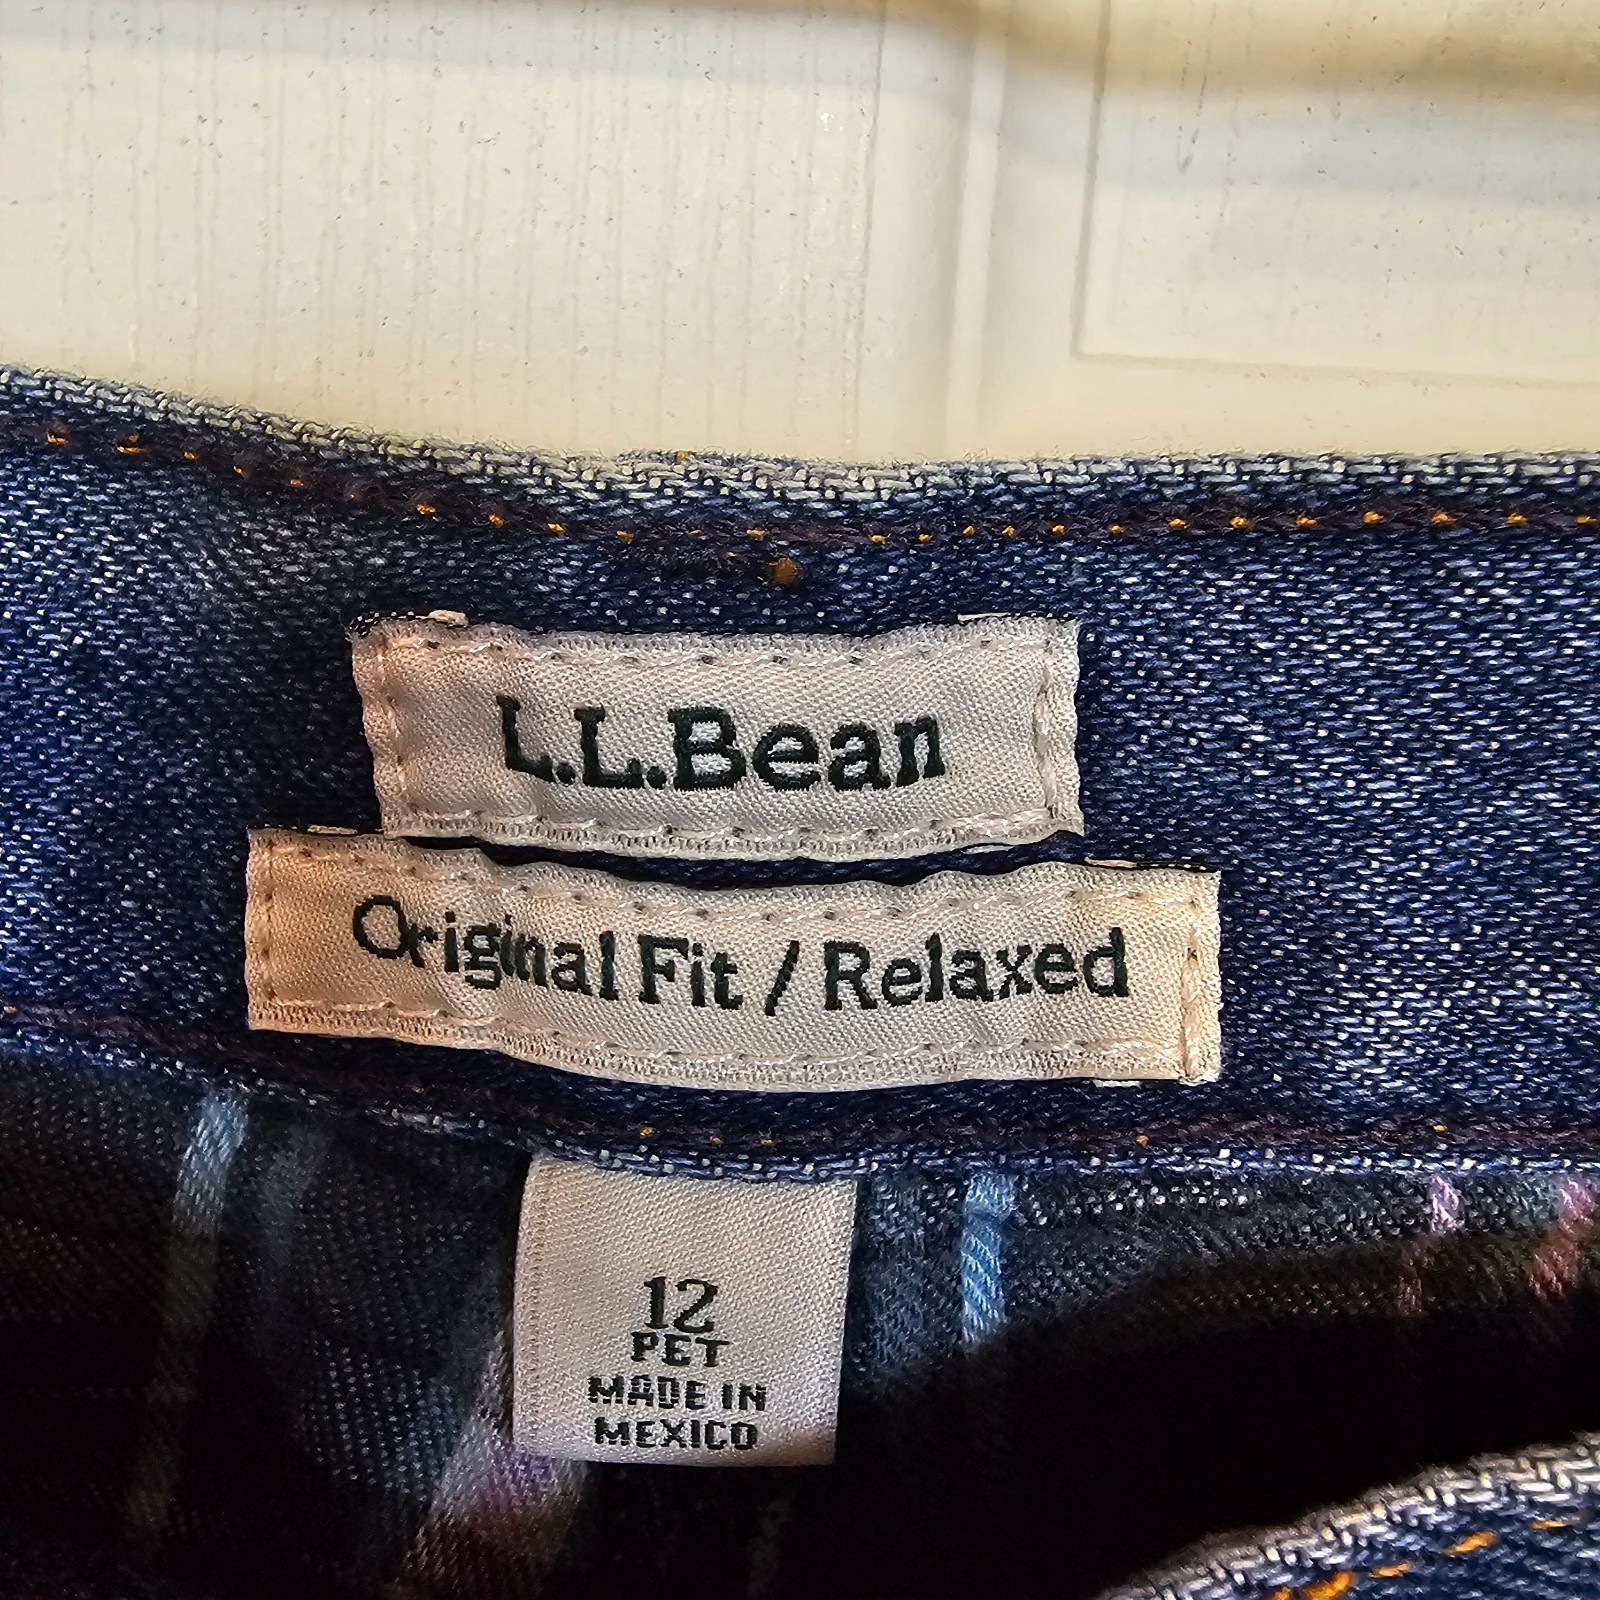 L.L.Bean
Original Fit / Relaxed
12
PET
MADE IN
MEXICO